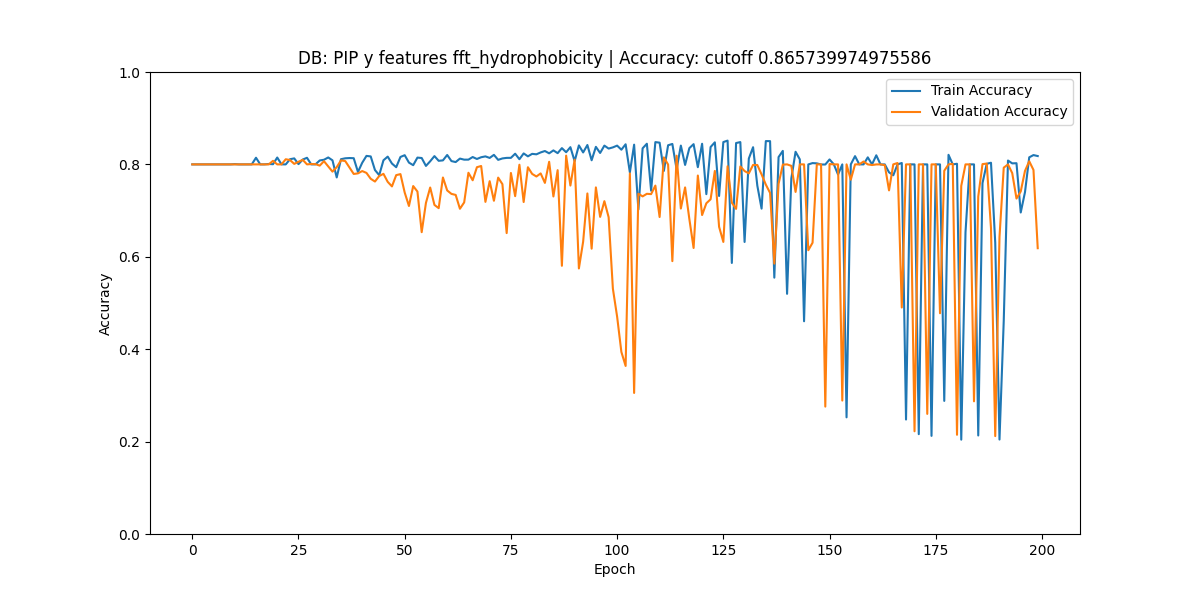 DB: PIP y features fft_hydrophobicity | Accuracy: cutoff 0.865739974975586
Train Accuracy
Validation Accuracy
Accuracy
1.0
0.8
0.6
0.4
0.2
0.0
0 25 50 75 100 125 150 175 200
Epoch